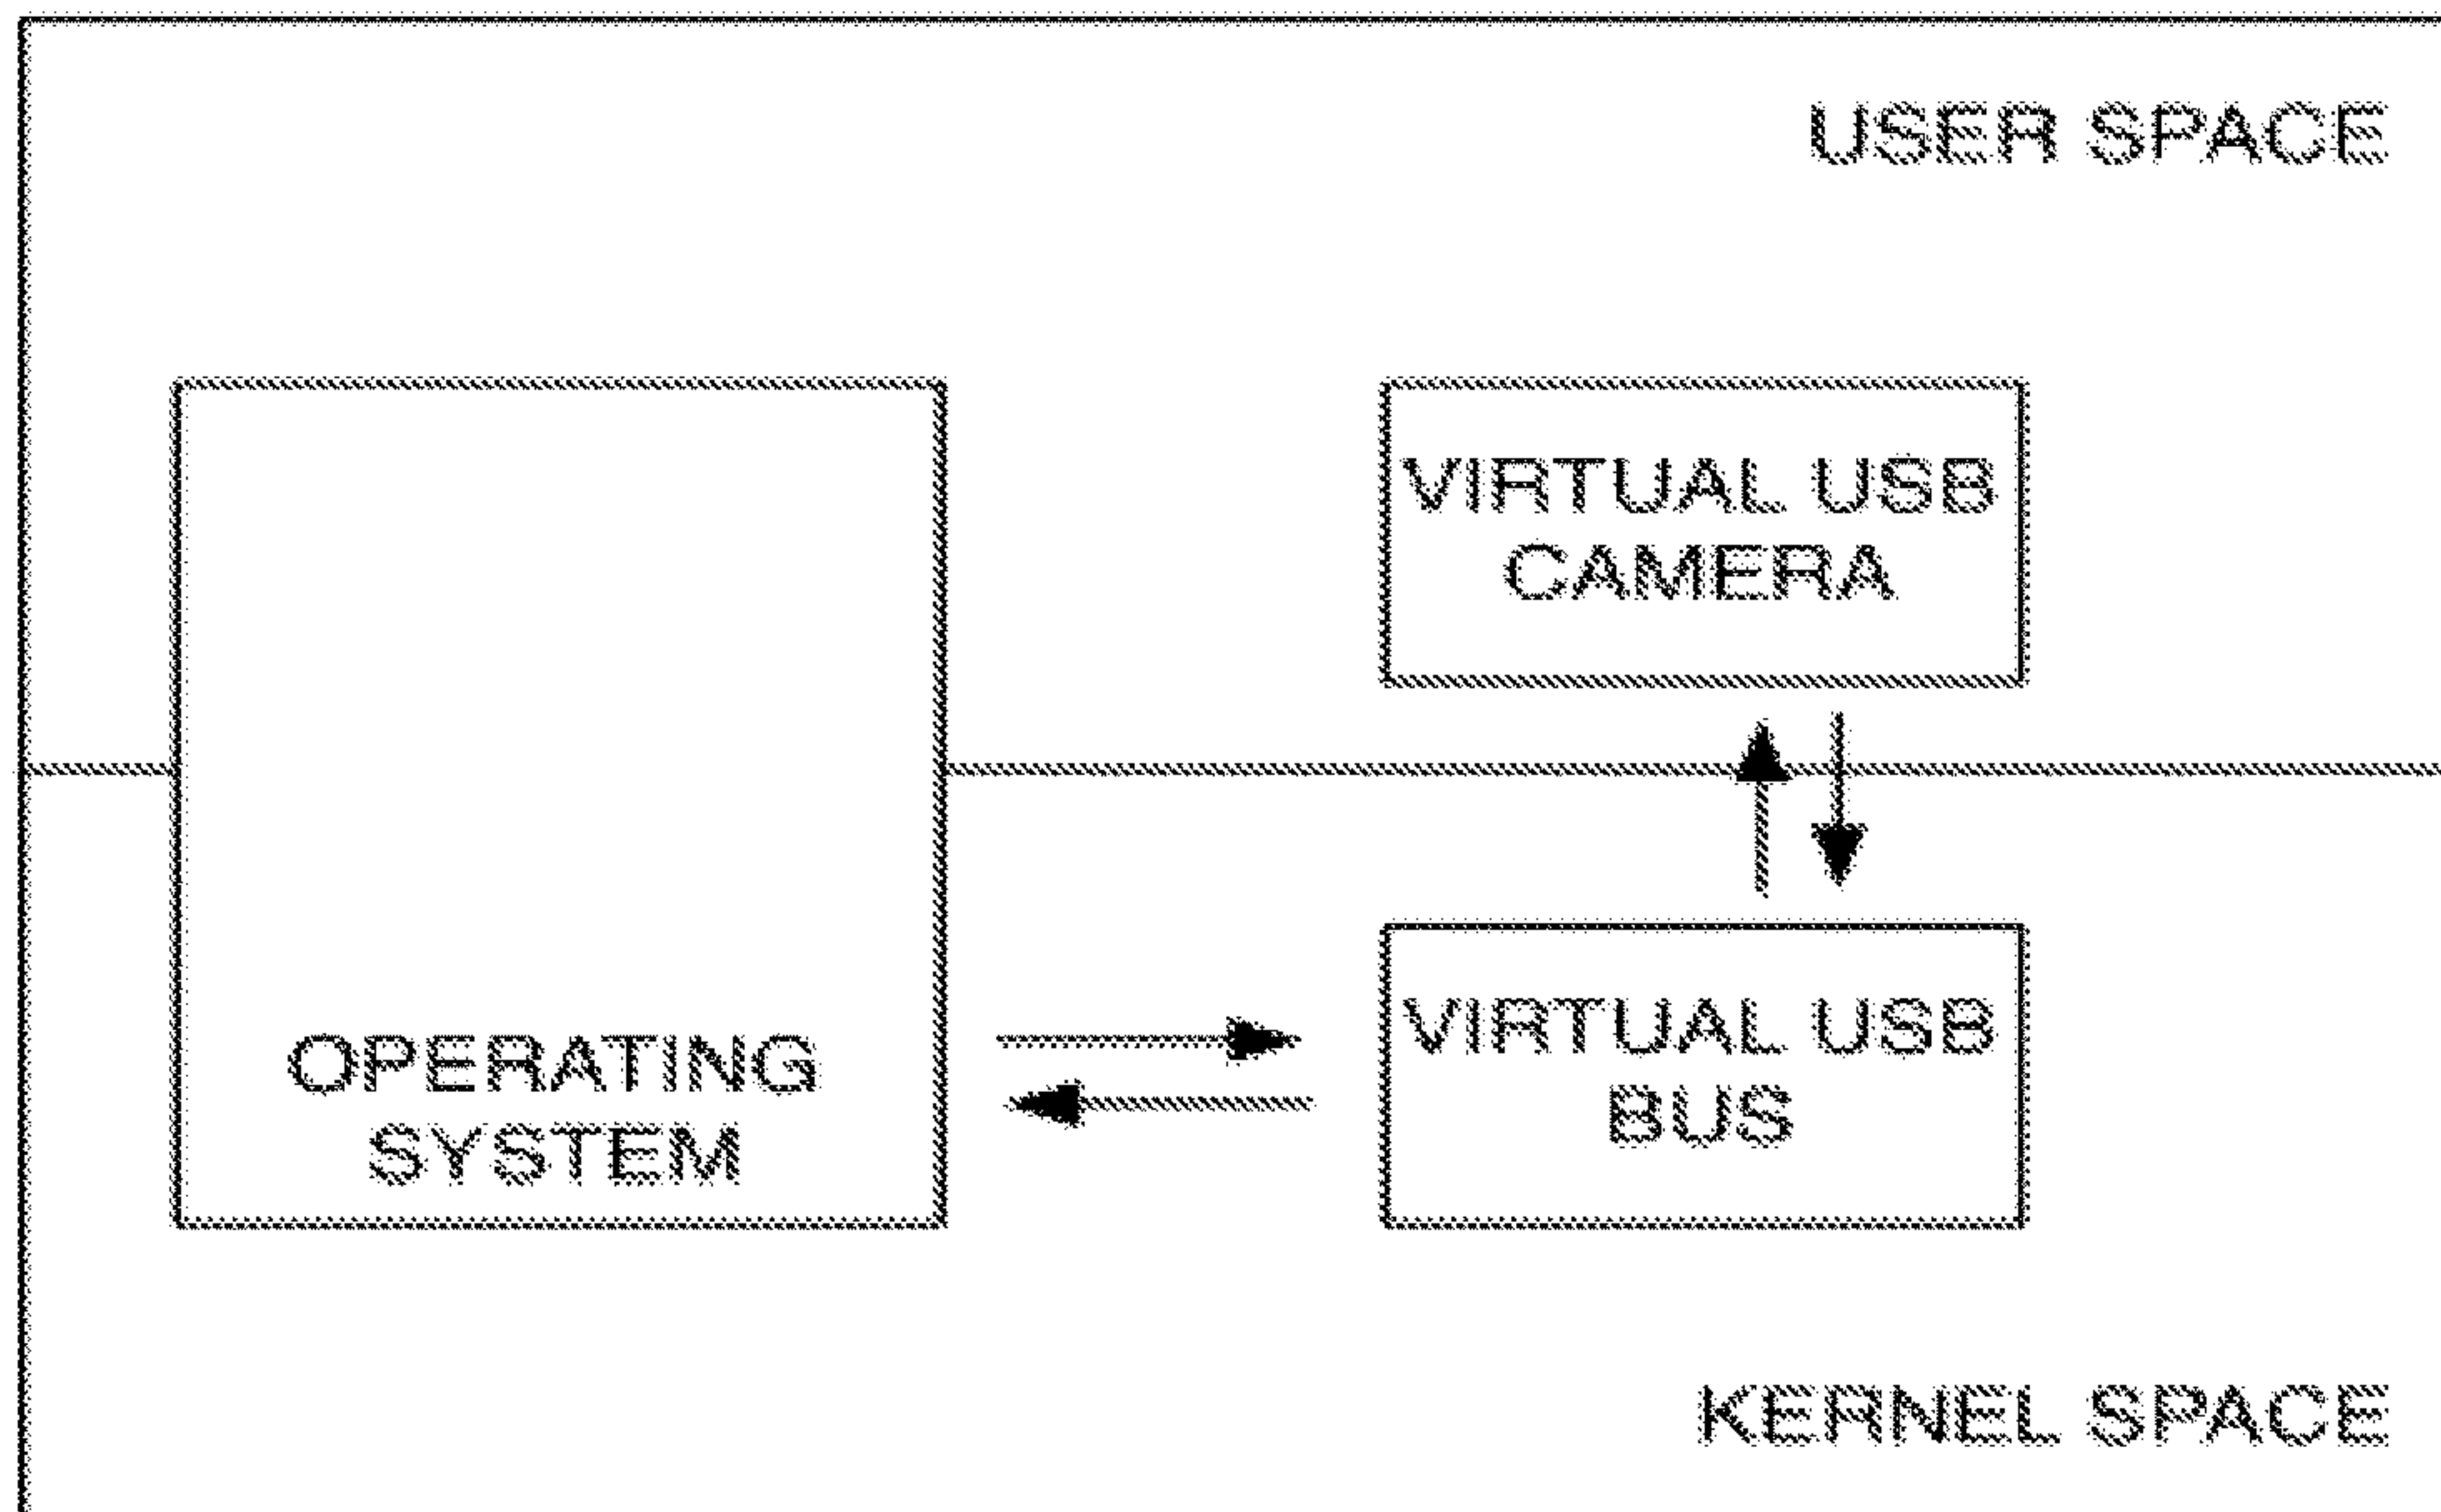 USER SPACE
VIRTUAL USB
CAMERA
OPERATING
SYSTEM
VIRTUAL USB
BUS
KERNEL SPACE